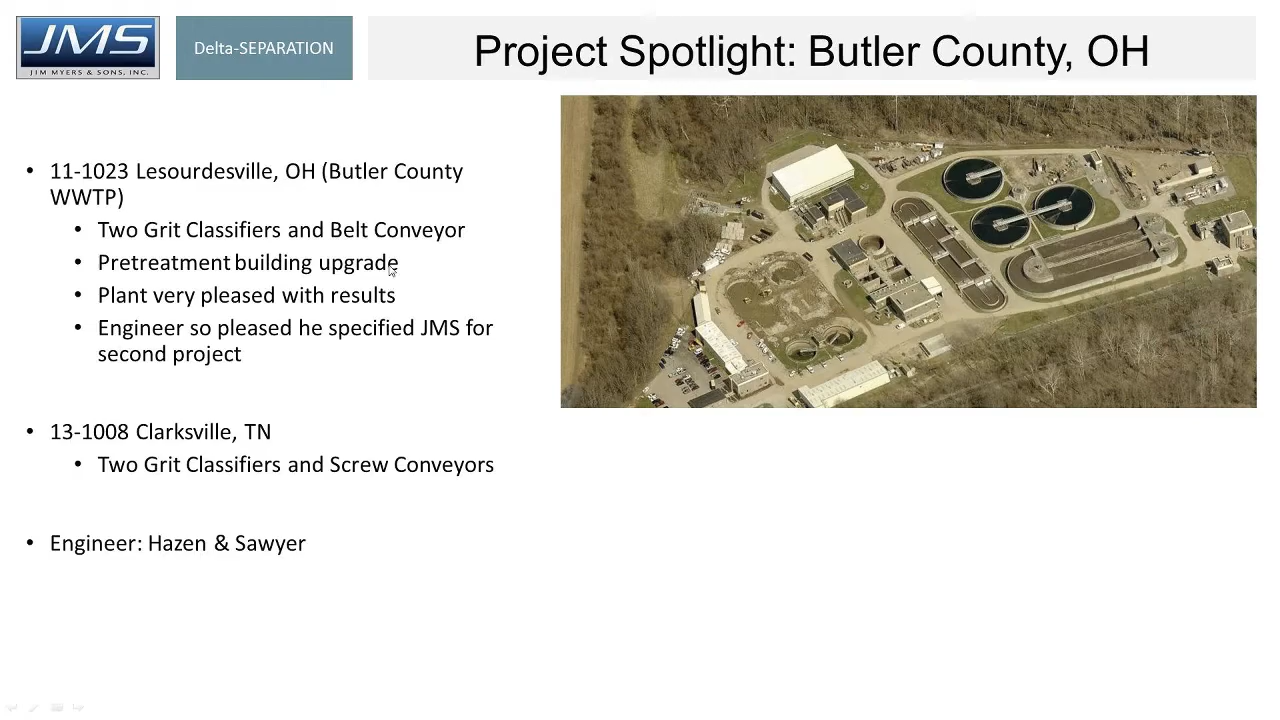 JMS
JIM MYERS & SONS, INC.
Delta-SEPARATION
Project Spotlight: Butler County, OH
• 11-1023 Lesourdesville, OH (Butler County
WWTP)
• Two Grit Classifiers and Belt Conveyor
• Pretreatment building upgrade
• Plant very pleased with results
• Engineer so pleased he specified JMS for
second project
• 13-1008 Clarksville, TN
• Two Grit Classifiers and Screw Conveyors
• Engineer: Hazen & Sawyer